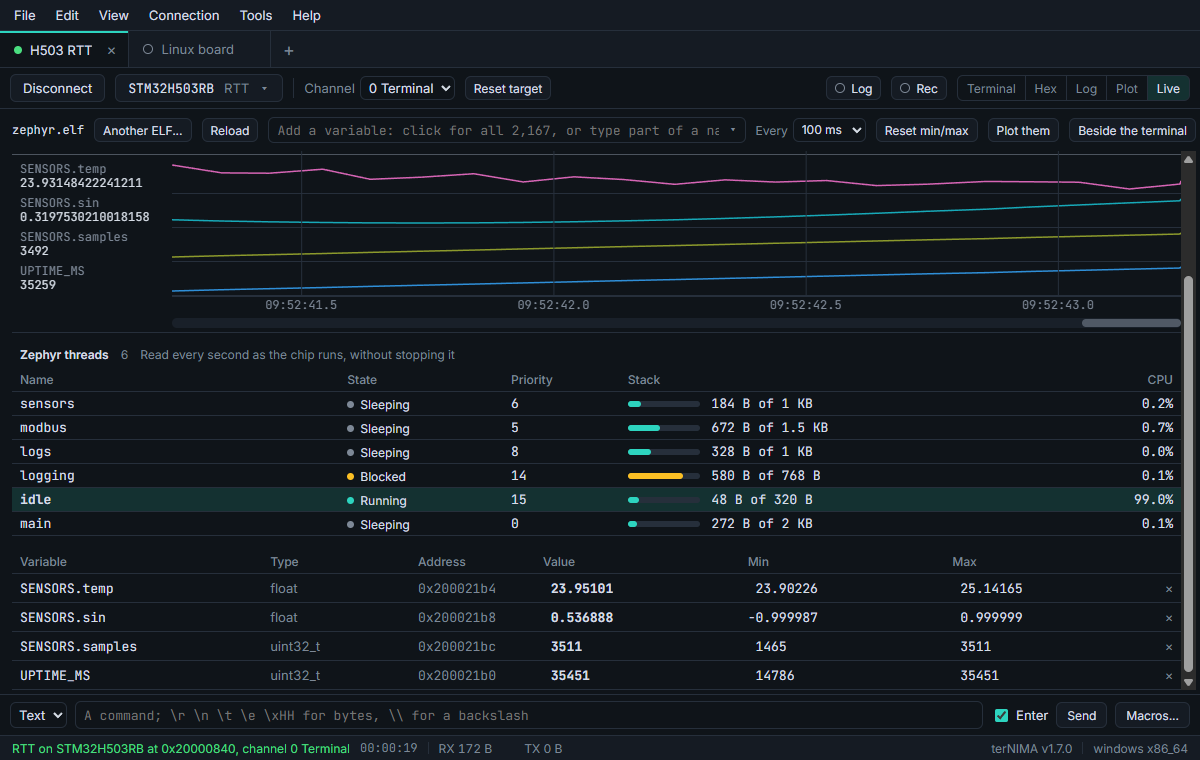 File Edit View Connection Tools Help
H503 RTT × Linux board +
Disconnect STM32H503RB RTT Channel 0 Terminal Reset target Log Rec Terminal Hex Log Plot Live
zephyr.elf Another ELF... Reload Add a variable: click for all 2,167, or type part of a na Every 100 ms Reset min/max Plot them Beside the terminal
SENSORS.temp
23.93148422241211
SENSORS.sin
0.3197530210018158
SENSORS.samples
3492
UPTIME_MS
35259
09:52:41.5 09:52:42.0 09:52:42.5 09:52:43.0
Zephyr threads 6 Read every second as the chip runs, without stopping it
Name State Priority Stack CPU
sensors Sleeping 6 184 B of 1 KB 0.2%
modbus Sleeping 5 672 B of 1.5 KB 0.7%
logs Sleeping 8 328 B of 1 KB 0.0%
logging Blocked 14 580 B of 768 B 0.1%
idle Running 15 48 B of 320 B 99.0%
main Sleeping 0 272 B of 2 KB 0.1%
Variable Type Address Value Min Max
SENSORS.temp float 0x200021b4 23.95101 23.90226 25.14165 ×
SENSORS.sin float 0x200021b8 0.536888 -0.999987 0.999999 ×
SENSORS.samples uint32_t 0x200021bc 3511 1465 3511 ×
UPTIME_MS uint32_t 0x200021b0 35451 14786 35451 ×
Text A command; \r \n \t \e \xHH for bytes, \\ for a backslash Enter Send Macros...
RTT on STM32H503RB at 0x20000840, channel 0 Terminal 00:00:19 RX 172 B TX 0 B terNIMA v1.7.0 windows x86_64